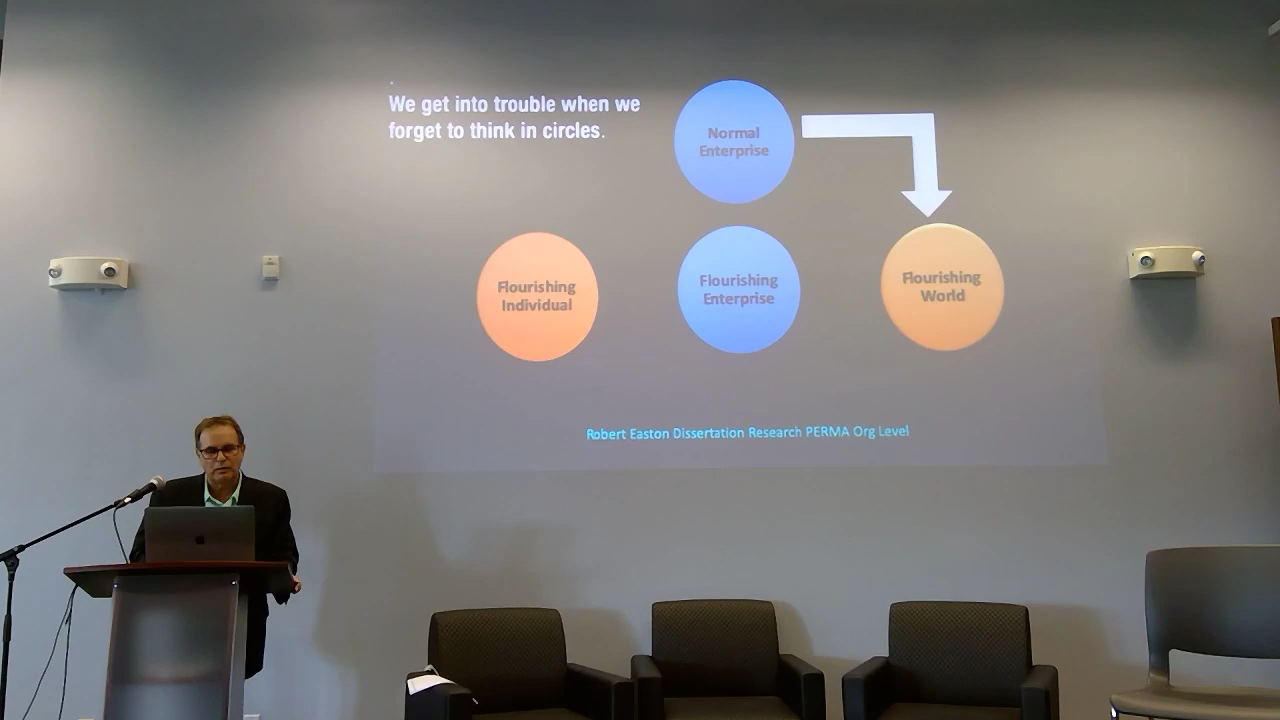 We get into trouble when we
forget to think in circles.
Normal
Enterprise
Flourishing
Individual
Flourishing
Enterprise
Flourishing
World
Robert Easton Dissertation Research PERMA Org Level